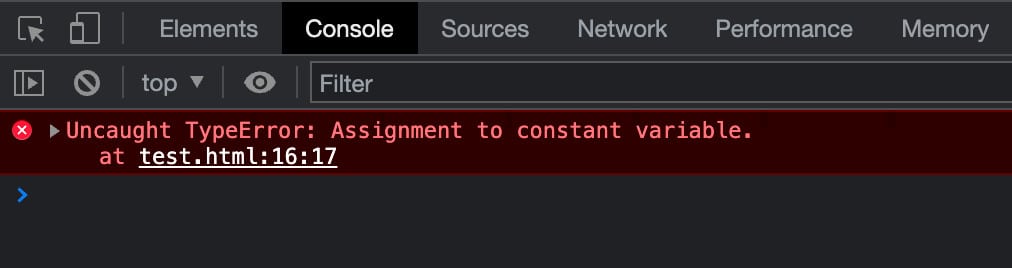 Elements Console Sources Network Performance Memory
top Filter
Uncaught TypeError: Assignment to constant variable.
at test.html:16:17